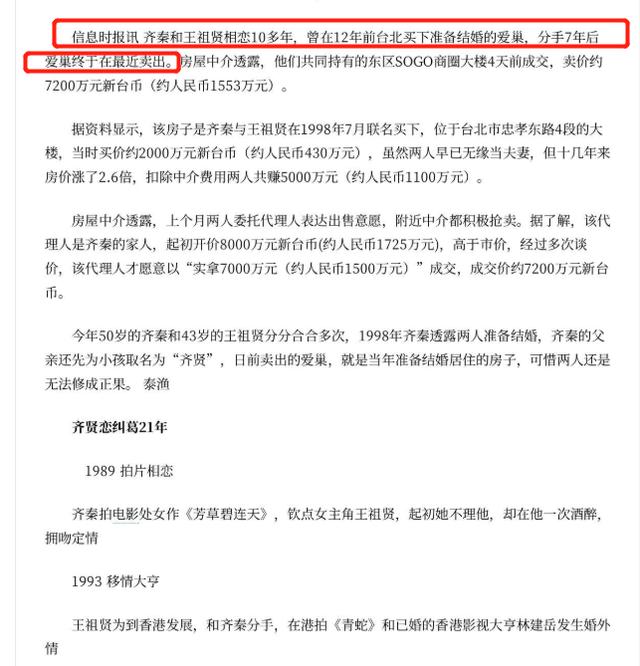 信息时报讯 齐秦和王祖贤相恋10多年，曾在12年前台北买下准备结婚的爱巢，分手7年后
爱巢终于在最近卖出。房屋中介透露，他们共同持有的东区SOGO商圈大楼4天前成交，卖价约
7200万元新台币（约人民币1553万元）。
据资料显示，该房子是齐秦与王祖贤在1998年7月联名买下，位于台北市忠孝东路4段的大
楼，当时买价约2000万元新台币（约人民币430万元），虽然两人早已无缘当夫妻，但十几年来
房价涨了2.6倍，扣除中介费用两人共赚5000万元（约人民币1100万元）。
房屋中介透露，上个月两人委托代理人表达出售意愿，附近中介都积极抢卖。据了解，该代
理人是齐秦的家人，起初开价8000万元新台币(约人民币1725万元)，高于市价，经过多次谈
价，该代理人才愿意以“实拿7000万元（约人民币1500万元）”成交，成交价约7200万元新台
币。
今年50岁的齐秦和43岁的王祖贤分分合合多次，1998年齐秦透露两人准备结婚，齐秦的父
亲还先为小孩取名为“齐贤”，日前卖出的爱巢，就是当年准备结婚居住的房子，可惜两人还是
无法修成正果。 泰渔
齐贤恋纠葛21年
1989 拍片相恋
齐秦拍电影处女作《芳草碧连天》，钦点女主角王祖贤，起初她不理他，却在他一次酒醉，
拥吻定情
1993 移情大亨
王祖贤为到香港发展，和齐秦分手，在港拍《青蛇》和已婚的香港影视大亨林建岳发生婚外
情